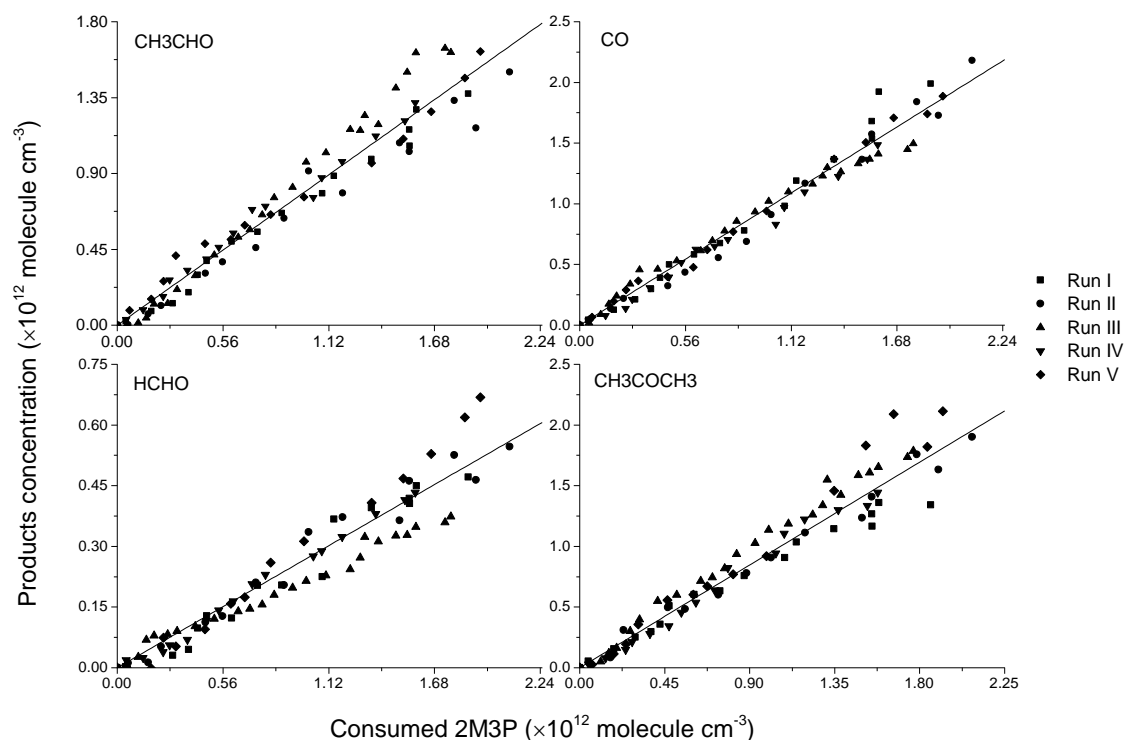 Products concentration (×10¹² molecule cm⁻³)
CH3CHO
1.80
1.35
0.90
0.45
0.00
0.00 0.56 1.12 1.68 2.24
CO
2.5
2.0
1.5
1.0
0.5
0.0
0.00 0.56 1.12 1.68 2.24
HCHO
0.75
0.60
0.45
0.30
0.15
0.00
0.00 0.56 1.12 1.68 2.24
CH3COCH3
2.5
2.0
1.5
1.0
0.5
0.0
0.00 0.45 0.90 1.35 1.80 2.25
Run I
Run II
Run III
Run IV
Run V
Consumed 2M3P (×10¹² molecule cm⁻³)